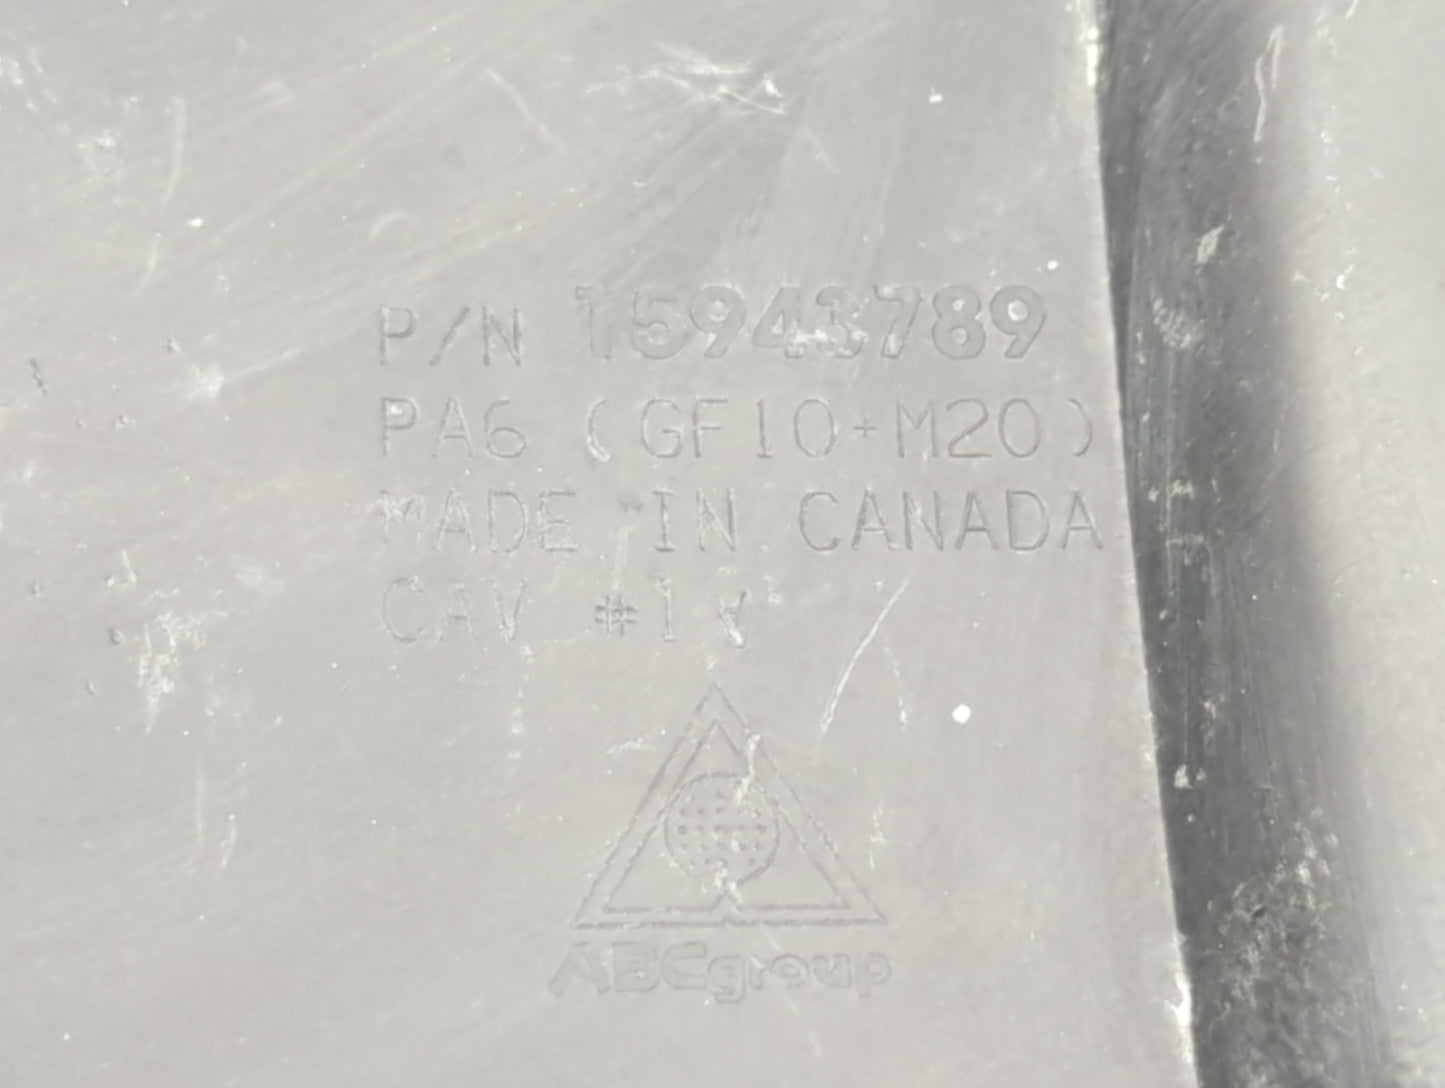 P/N 15943789
PA6 (GF10+M20)
MADE IN CANADA
CAV #1
ABCgroup